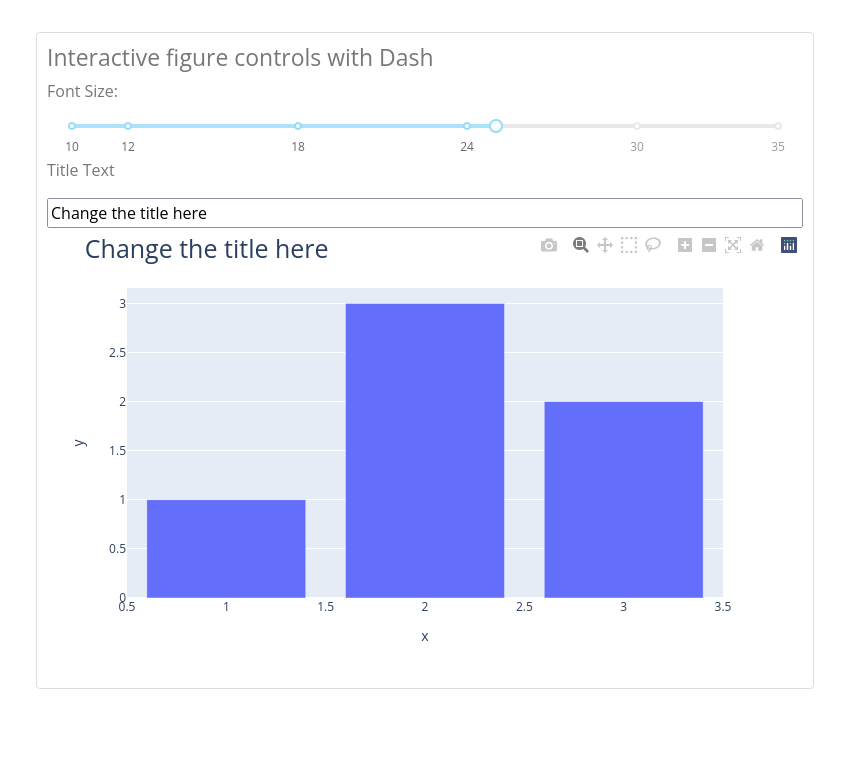 Interactive figure controls with Dash
Font Size:
10 12 18 24 30 35
Title Text
Change the title here
Change the title here
3
2.5
2
1.5
1
0.5
0
y
0.5 1 1.5 2 2.5 3 3.5
x